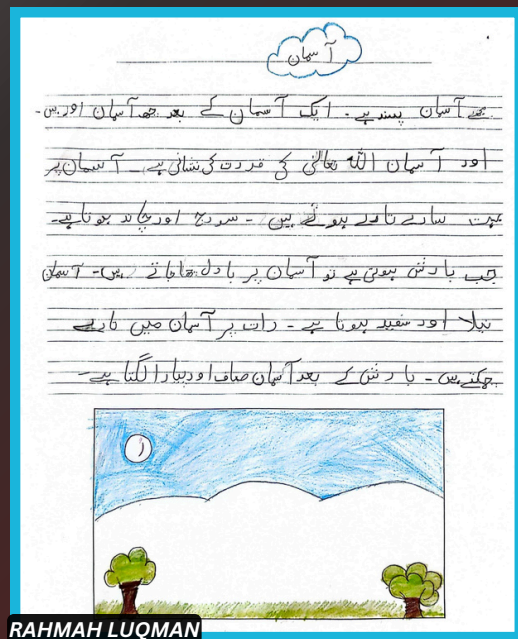 آسمان
مجھے آسمان پسند ہے۔ ایک آسمان کے بعد چھ آسمان اور ہیں۔
اور آسمان اللہ تعالیٰ کی قدرت کی نشانی ہے۔ آسمان پر
بہت سارے تارے ہوتے ہیں۔ سورج اور چاند ہوتا ہے۔
جب بارش ہوتی ہے تو آسمان پر بادل چھا جاتے ہیں۔ آسمان
نیلا اور سفید ہوتا ہے۔ رات پر آسمان میں تارے
چمکتے ہیں۔ بارش کے بعد آسمان صاف اور پیارا لگتا ہے۔
RAHMAH LUQMAN